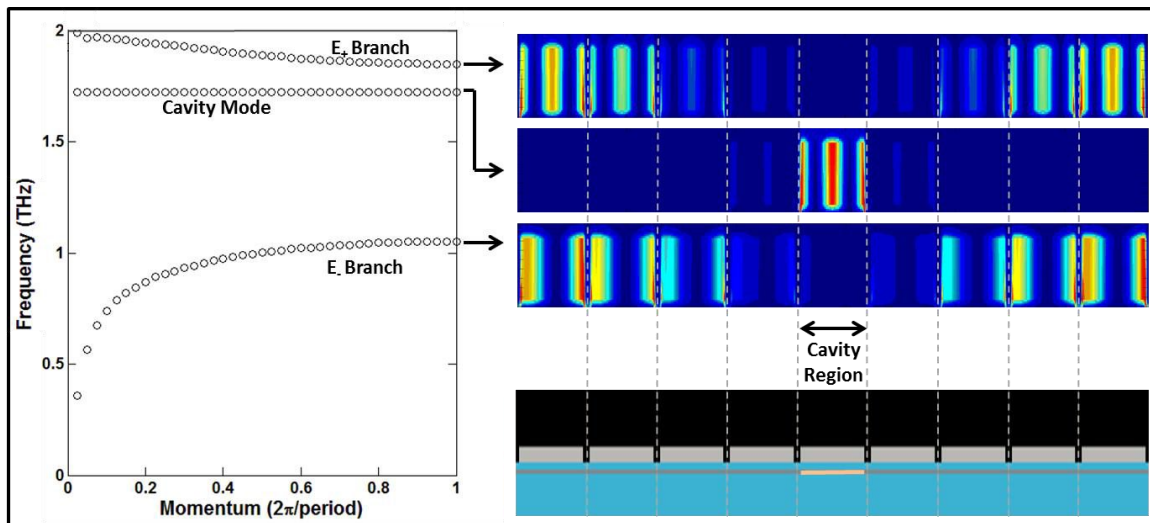 2
1.5
1
0.5
0
Frequency (THz)
0
0.2
0.4
0.6
0.8
1
Momentum (2π/period)
E+ Branch
Cavity Mode
E- Branch
Cavity
Region